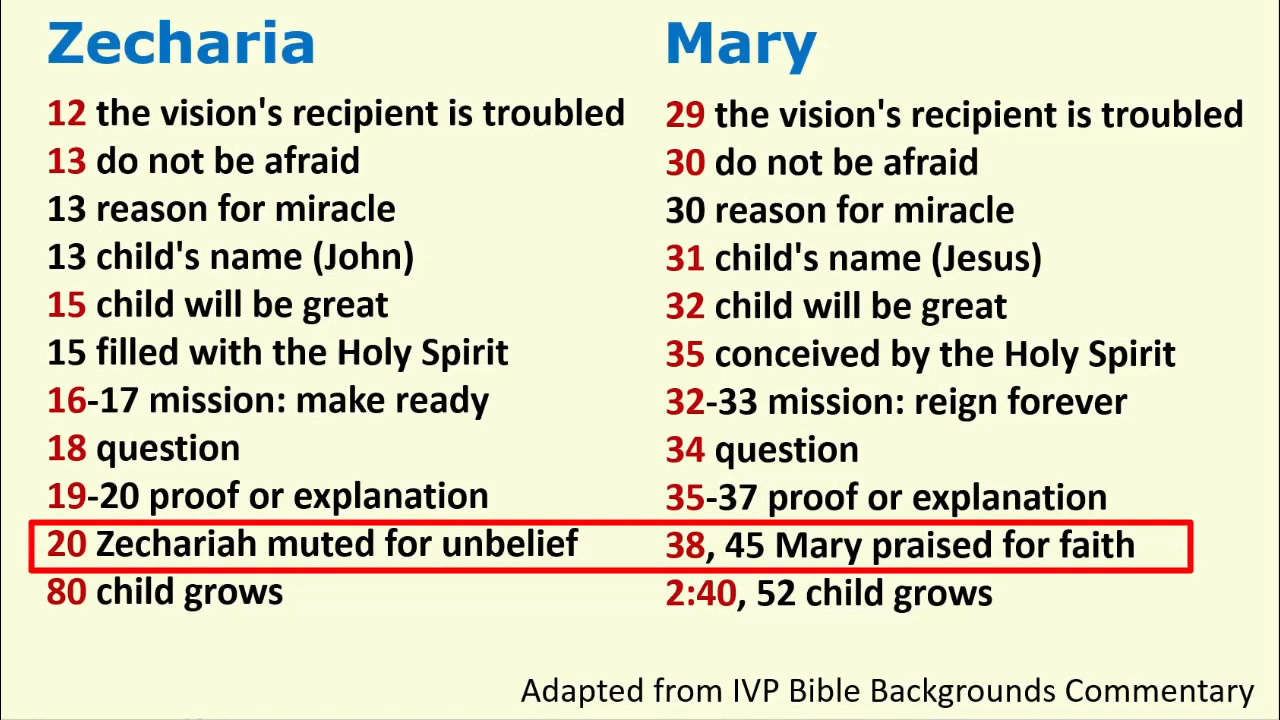 Zecharia
12 the vision's recipient is troubled
13 do not be afraid
13 reason for miracle
13 child's name (John)
15 child will be great
15 filled with the Holy Spirit
16-17 mission: make ready
18 question
19-20 proof or explanation
20 Zechariah muted for unbelief
80 child grows
Mary
29 the vision's recipient is troubled
30 do not be afraid
30 reason for miracle
31 child's name (Jesus)
32 child will be great
35 conceived by the Holy Spirit
32-33 mission: reign forever
34 question
35-37 proof or explanation
38, 45 Mary praised for faith
2:40, 52 child grows
Adapted from IVP Bible Backgrounds Commentary